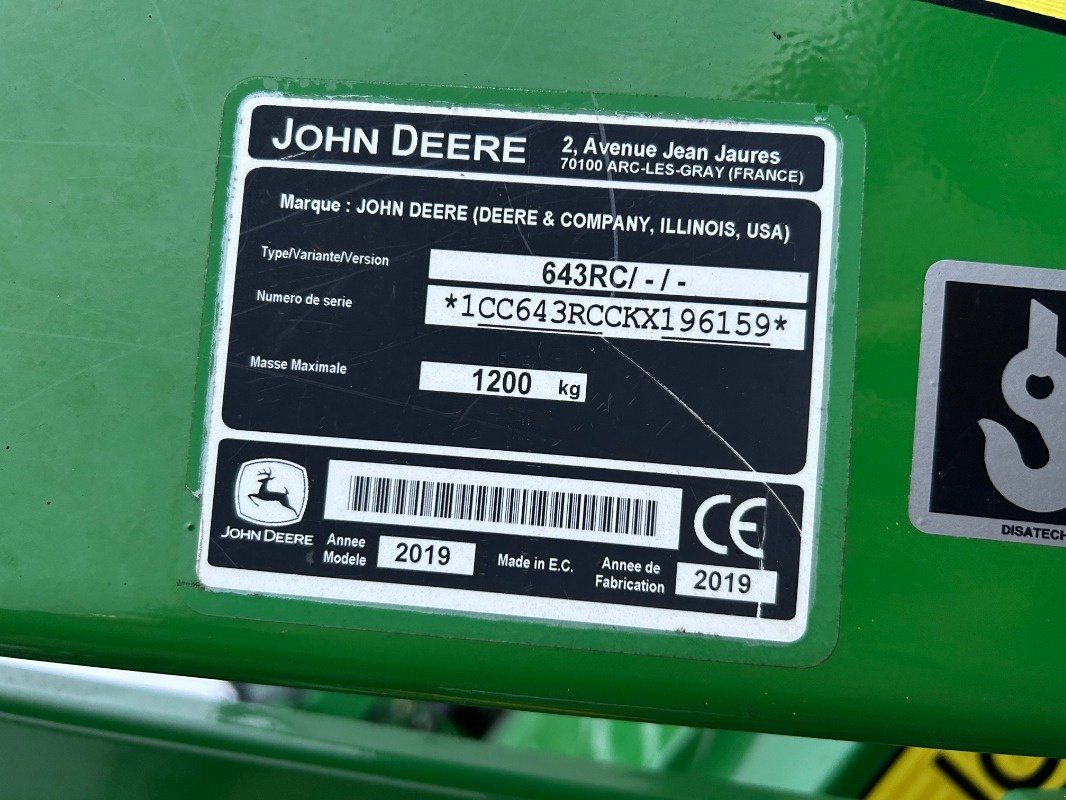 JOHN DEERE
2, Avenue Jean Jaures
70100 ARC-LES-GRAY (FRANCE)
Marque : JOHN DEERE (DEERE & COMPANY, ILLINOIS, USA)
Type/Variante/Version 643RC/ - / -
Numero de serie *1CC643RCCKX196159*
Masse Maximale 1200 kg
JOHN DEERE
Annee Modele 2019
Made in E.C.
Annee de Fabrication 2019
CE
DISATECH